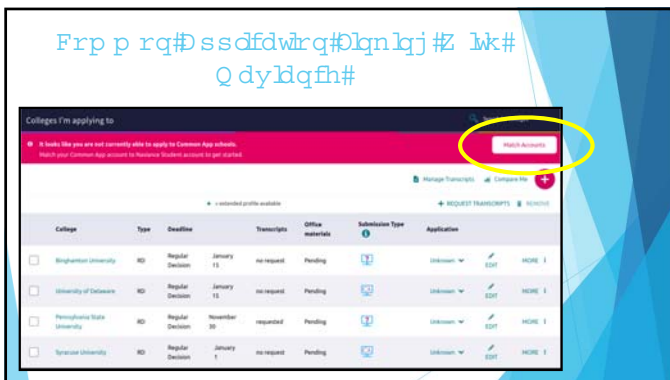 Frp p rq#Dssdfdwlrq#Olqnlqj#Z lwk#
Q dyldqfh#
Colleges I'm applying to
It looks like you are not currently able to apply to Common App schools.
Match your Common App account to Naviance Student account to get started.
Match Accounts
Manage Transcripts Compare Me +
= extended profile available
+ REQUEST TRANSCRIPTS REMOVE
College Type Deadline Transcripts Office materials Submission Type Application
Binghamton University RD Regular Decision January 15 no request Pending Unknown EDIT MORE
University of Delaware RD Regular Decision January 15 no request Pending Unknown EDIT MORE
Pennsylvania State University RD Regular Decision November 30 requested Pending Unknown EDIT MORE
Syracuse University RD Regular Decision January 1 no request Pending Unknown EDIT MORE